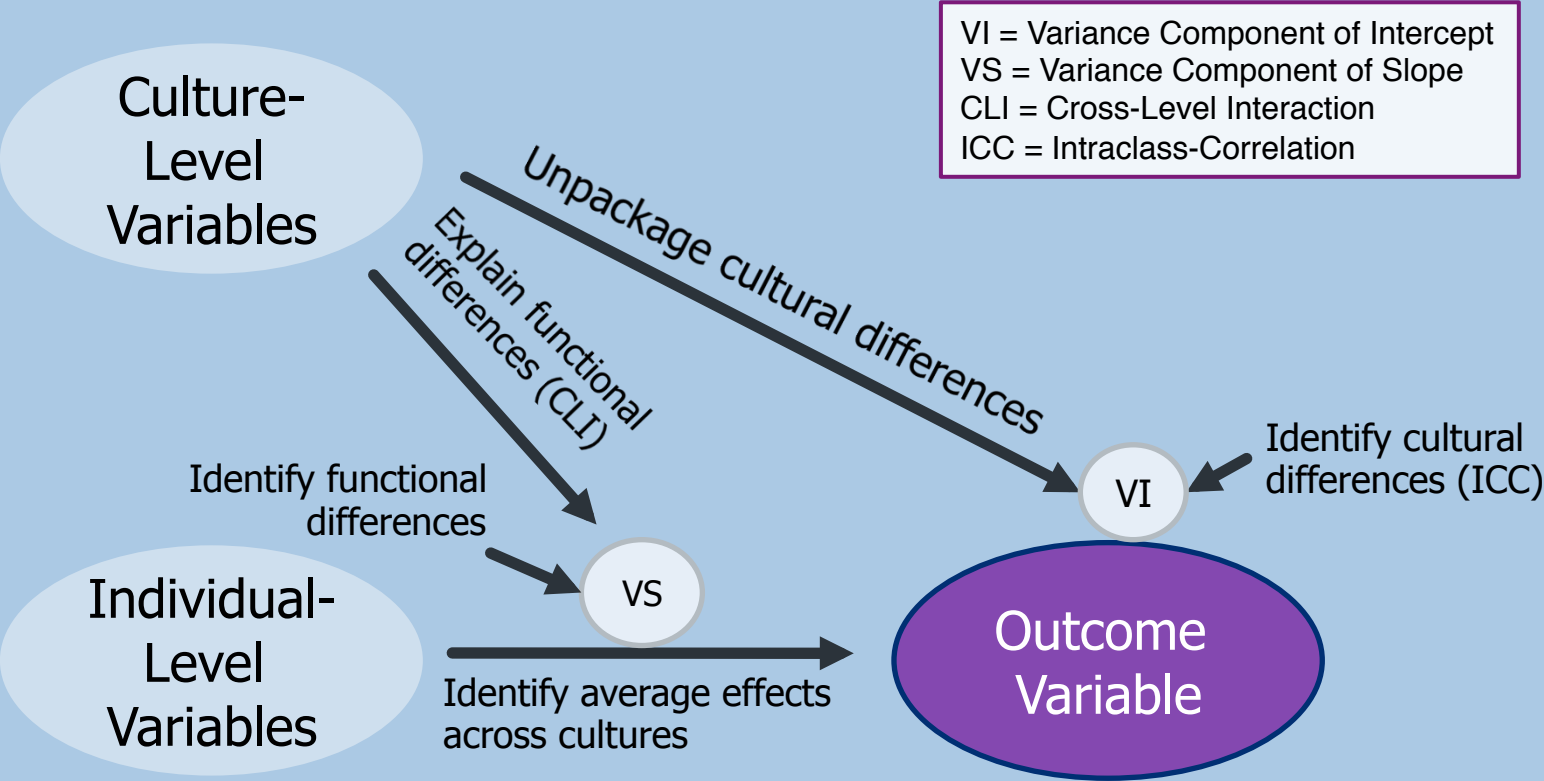 VI = Variance Component of Intercept
VS = Variance Component of Slope
CLI = Cross-Level Interaction
ICC = Intraclass-Correlation
Culture-
Level
Variables
Unpackage cultural differences
Explain functional
differences (CLI)
Identify cultural
differences (ICC)
VI
Identify functional
differences
VS
Individual-
Level
Variables
Identify average effects
across cultures
Outcome
Variable